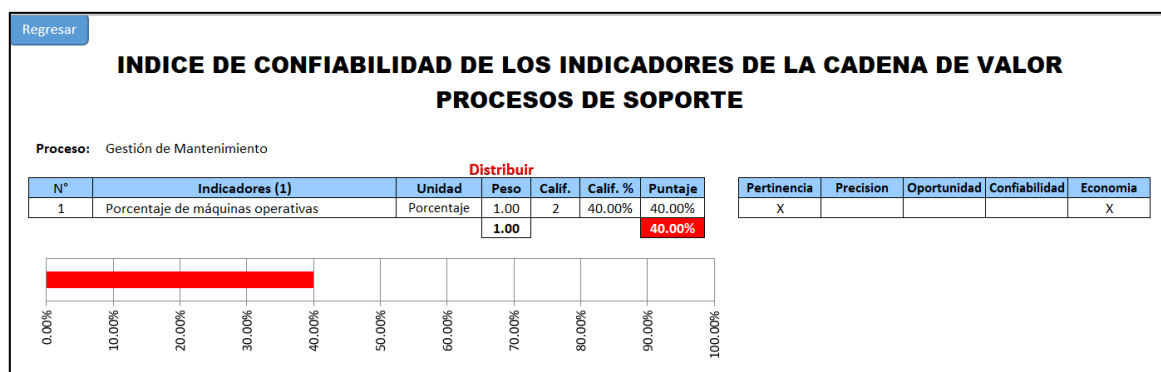 Regresar
INDICE DE CONFIABILIDAD DE LOS INDICADORES DE LA CADENA DE VALOR
PROCESOS DE SOPORTE
Proceso: Gestión de Mantenimiento
Distribuir
N° Indicadores (1) Unidad Peso Calif. Calif. % Puntaje Pertinencia Precision Oportunidad Confiabilidad Economia
1 Porcentaje de máquinas operativas Porcentaje 1.00 2 40.00% 40.00% X X
1.00 40.00%
0.00% 10.00% 20.00% 30.00% 40.00% 50.00% 60.00% 70.00% 80.00% 90.00% 100.00%